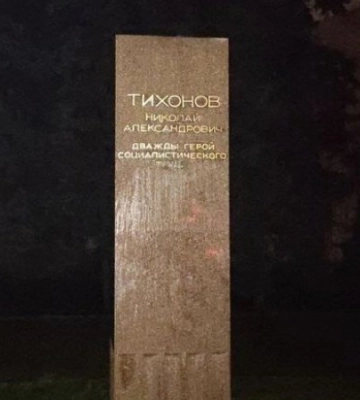 ТИХОНОВ
НИКОЛАЙ
АЛЕКСАНДРОВИЧ
ДВАЖДЫ ГЕРОЙ
СОЦИАЛИСТИЧЕСКОГО